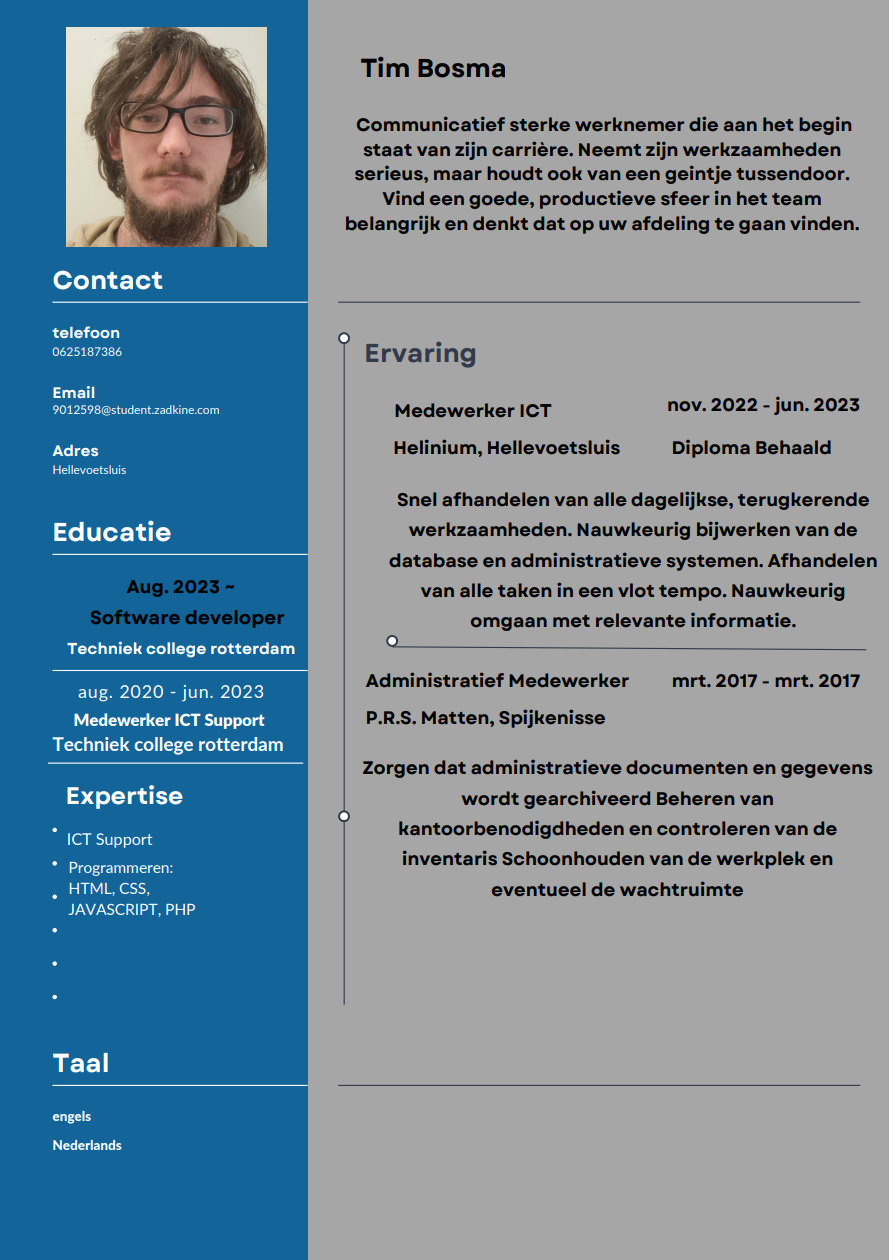 Tim Bosma
Communicatief sterke werknemer die aan het begin
staat van zijn carrière. Neemt zijn werkzaamheden
serieus, maar houdt ook van een geintje tussendoor.
Vind een goede, productieve sfeer in het team
belangrijk en denkt dat op uw afdeling te gaan vinden.
Contact
telefoon
0625187386
Email
9012598@student.zadkine.com
Adres
Hellevoetsluis
Educatie
Aug. 2023 ~
Software developer
Techniek college rotterdam
aug. 2020 - jun. 2023
Medewerker ICT Support
Techniek college rotterdam
Expertise
ICT Support
Programmeren:
HTML, CSS,
JAVASCRIPT, PHP
Taal
engels
Nederlands
Ervaring
Medewerker ICT
nov. 2022 - jun. 2023
Helinium, Hellevoetsluis
Diploma Behaald
Snel afhandelen van alle dagelijkse, terugkerende
werkzaamheden. Nauwkeurig bijwerken van de
database en administratieve systemen. Afhandelen
van alle taken in een vlot tempo. Nauwkeurig
omgaan met relevante informatie.
Administratief Medewerker
mrt. 2017 - mrt. 2017
P.R.S. Matten, Spijkenisse
Zorgen dat administratieve documenten en gegevens
wordt gearchiveerd Beheren van
kantoorbenodigdheden en controleren van de
inventaris Schoonhouden van de werkplek en
eventueel de wachtruimte